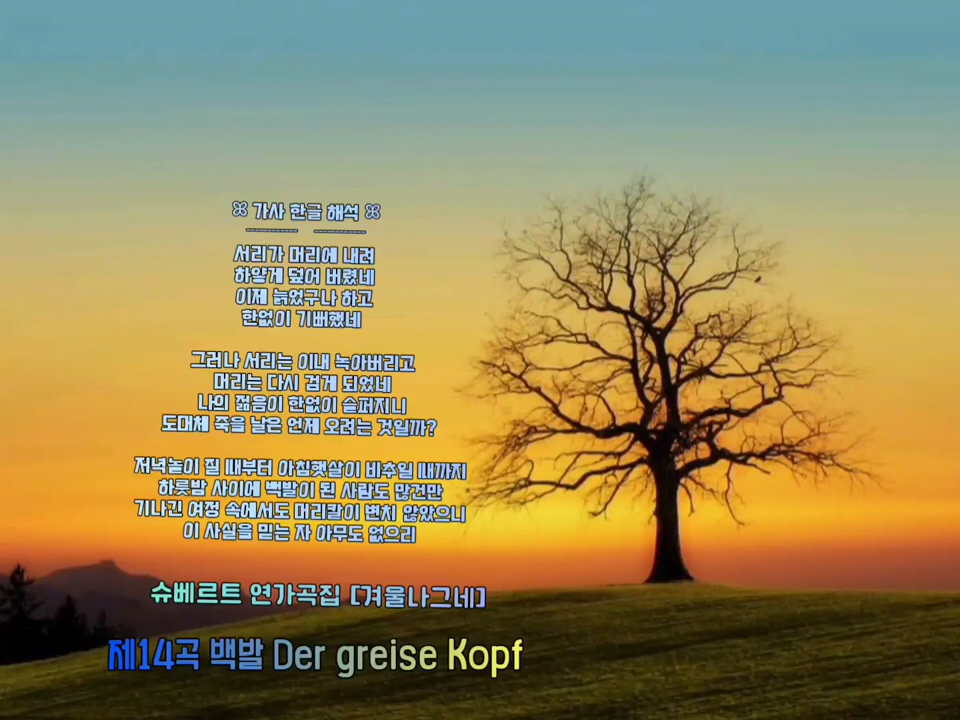 ꕤ 가사 한글 해석 ꕤ
서리가 머리에 내려
하얗게 덮어 버렸네
이제 늙었구나 하고
한없이 기뻐했네
그러나 서리는 이내 녹아버리고
머리는 다시 검게 되었네
나의 젊음이 한없이 슬퍼지니
도대체 죽을 날은 언제 오려는 것일까?
저녁놀이 질 때부터 아침햇살이 비추일 때까지
하룻밤 사이에 백발이 된 사람도 많건만
기나긴 여정 속에서도 머리칼이 변치 않았으니
이 사실을 믿는 자 아무도 없으리
슈베르트 연가곡집 [겨울나그네]
제14곡 백발 Der greise Kopf